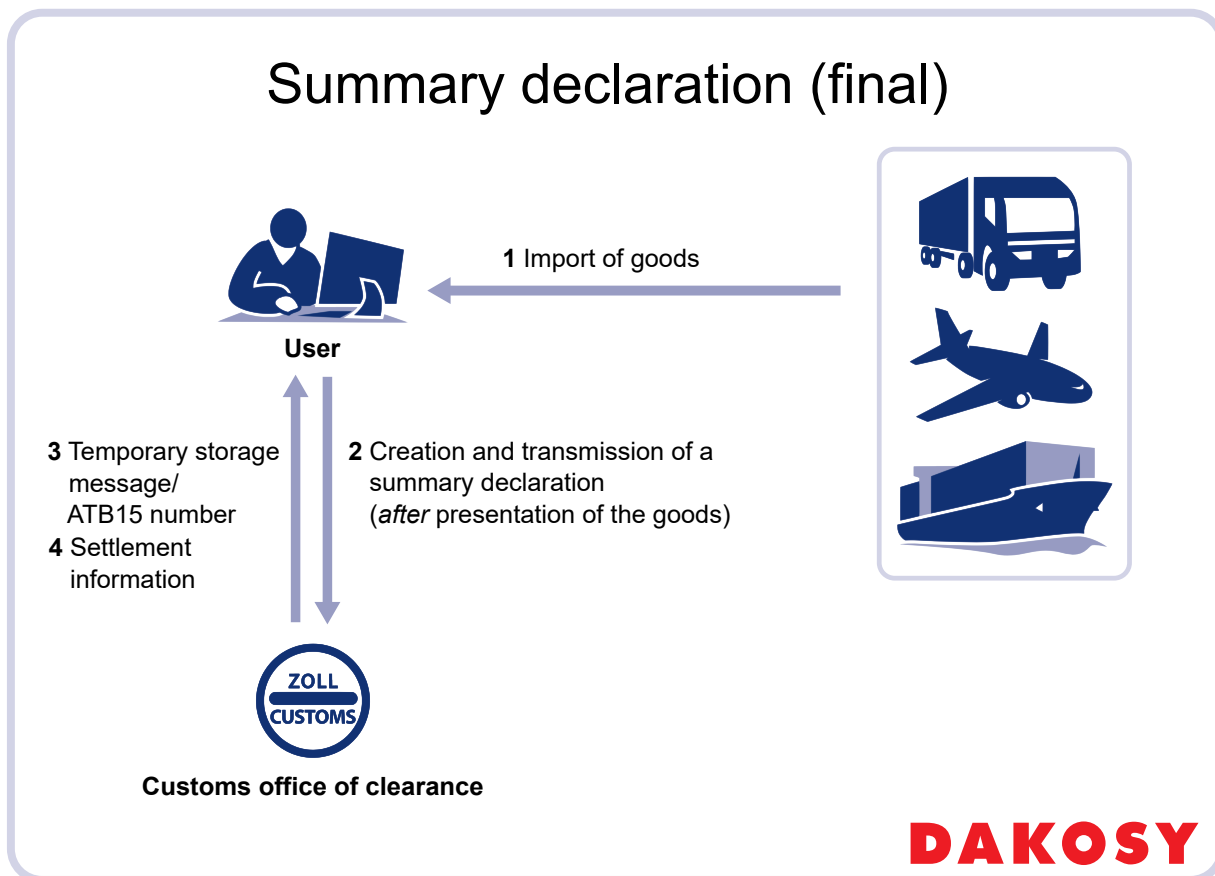 Summary declaration (final)
1 Import of goods
User
3 Temporary storage
message/
ATB15 number
4 Settlement
information
2 Creation and transmission of a
summary declaration
(after presentation of the goods)
ZOLL
CUSTOMS
Customs office of clearance
DAKOSY